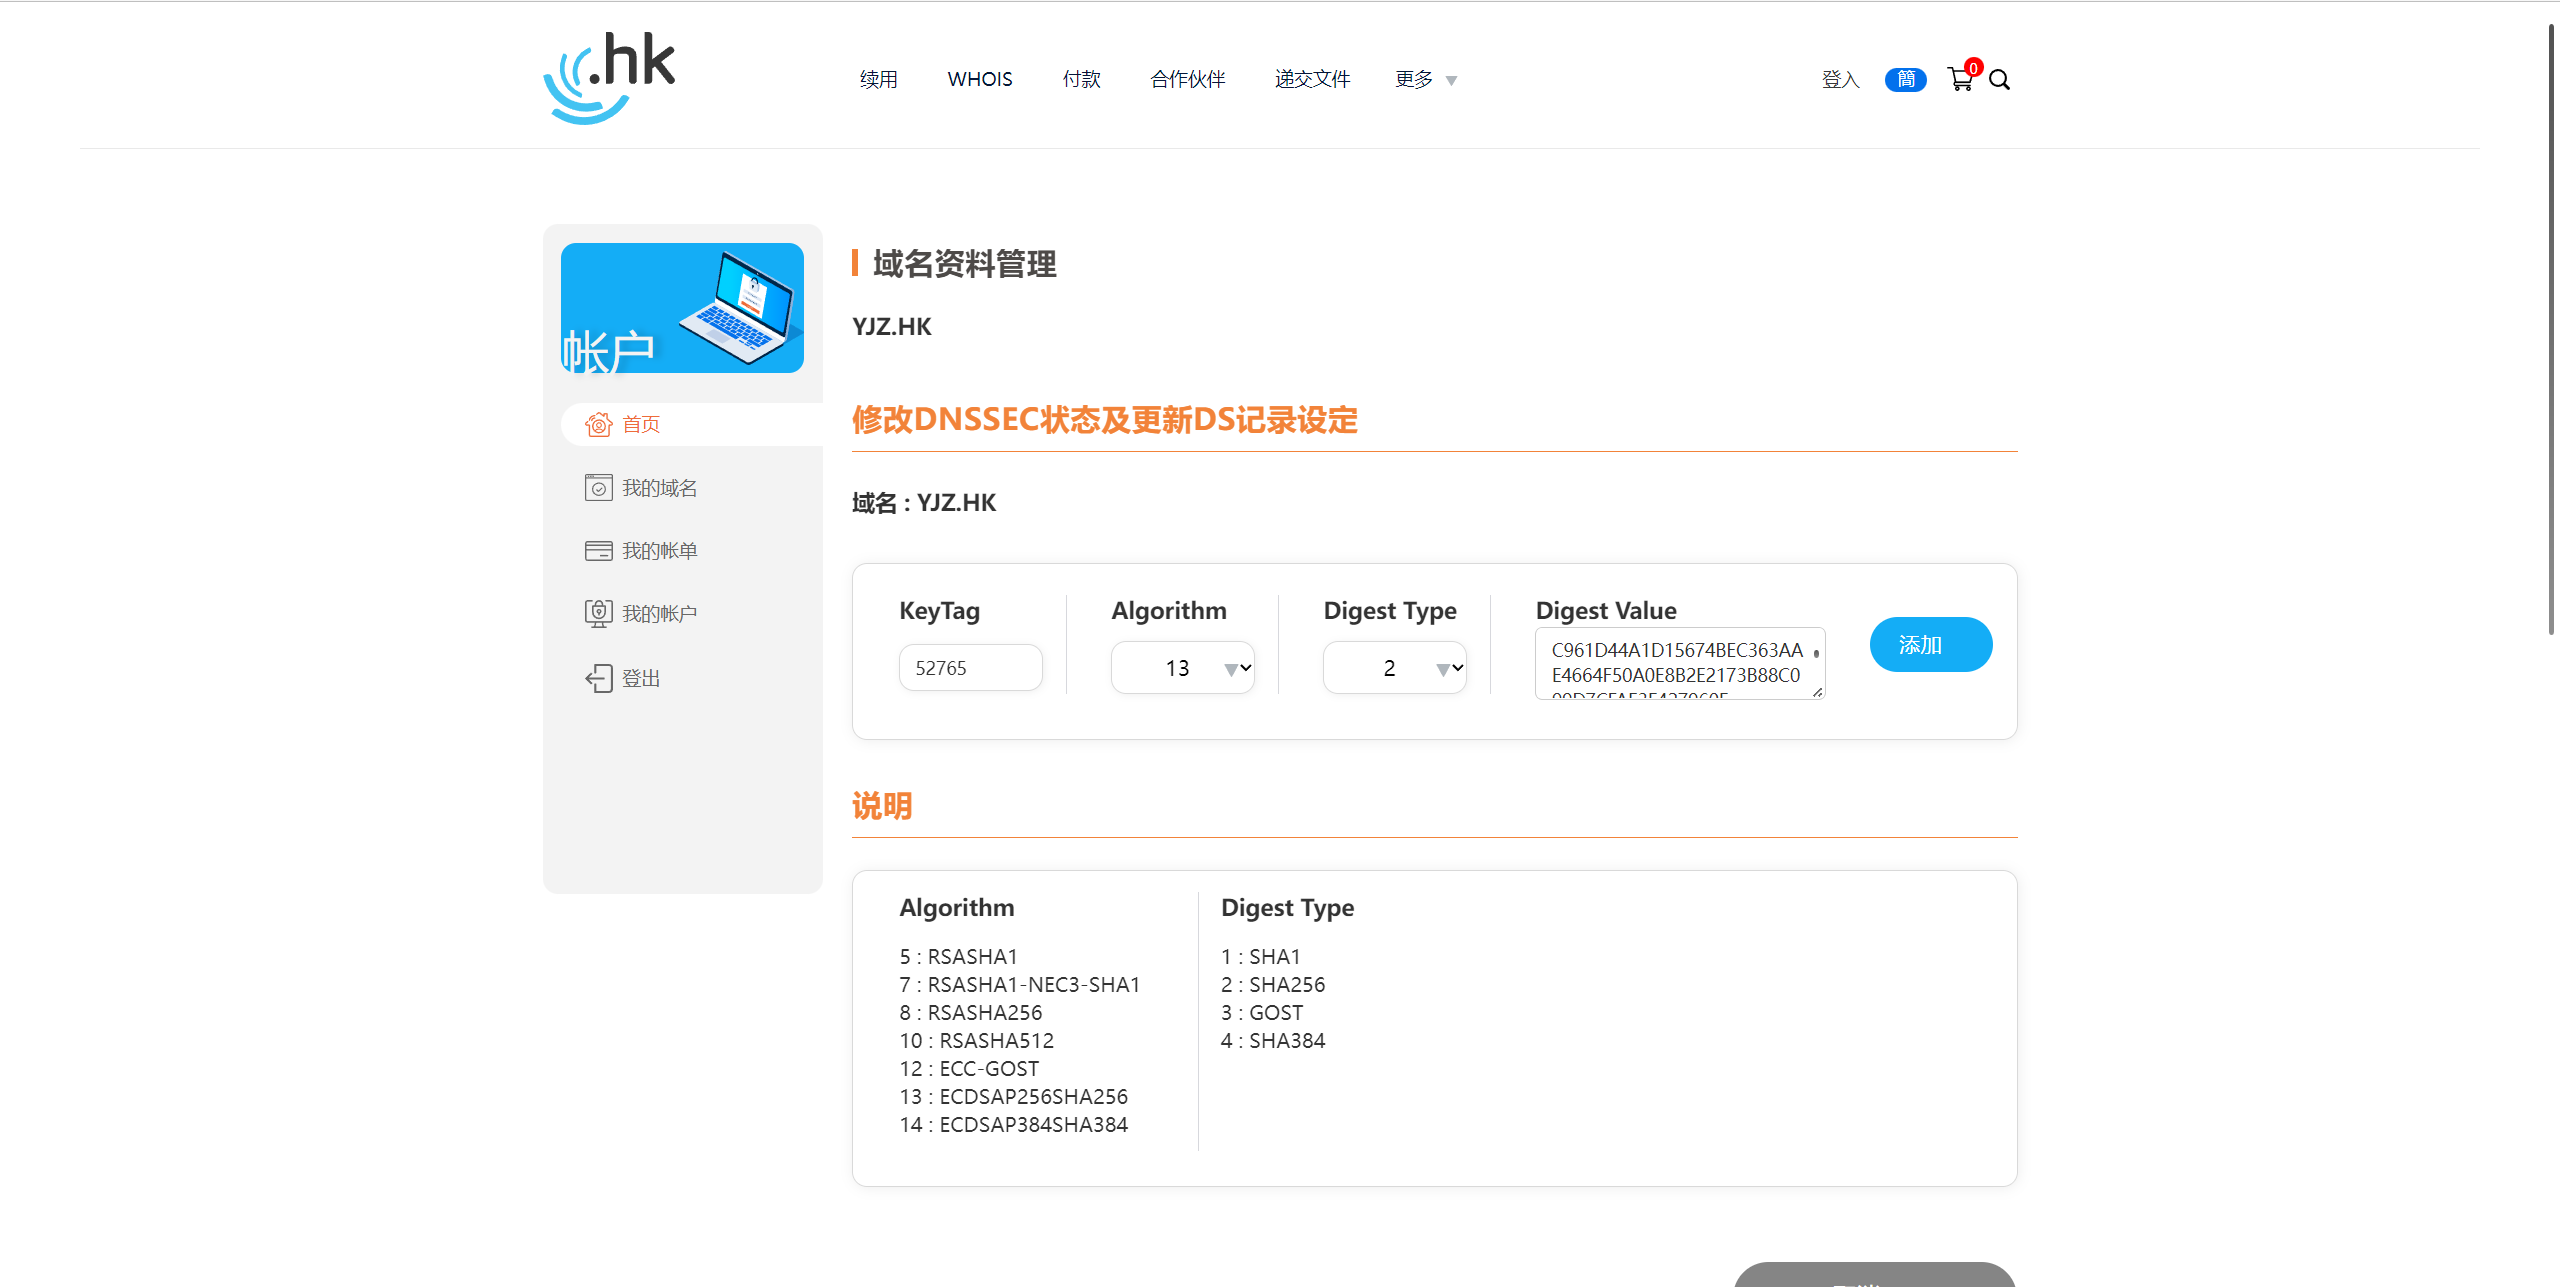 .hk
续用 WHOIS 付款 合作伙伴 递交文件 更多 登入 簡 0
帐户
首页
我的域名
我的帐单
我的帐户
登出
域名资料管理
YJZ.HK
修改DNSSEC状态及更新DS记录设定
域名 : YJZ.HK
KeyTag Algorithm Digest Type Digest Value
52765 13 2
C961D44A1D15674BEC363AA
E4664F50A0E8B2E2173B88C0
添加
说明
Algorithm
5 : RSASHA1
7 : RSASHA1-NEC3-SHA1
8 : RSASHA256
10 : RSASHA512
12 : ECC-GOST
13 : ECDSAP256SHA256
14 : ECDSAP384SHA384
Digest Type
1 : SHA1
2 : SHA256
3 : GOST
4 : SHA384